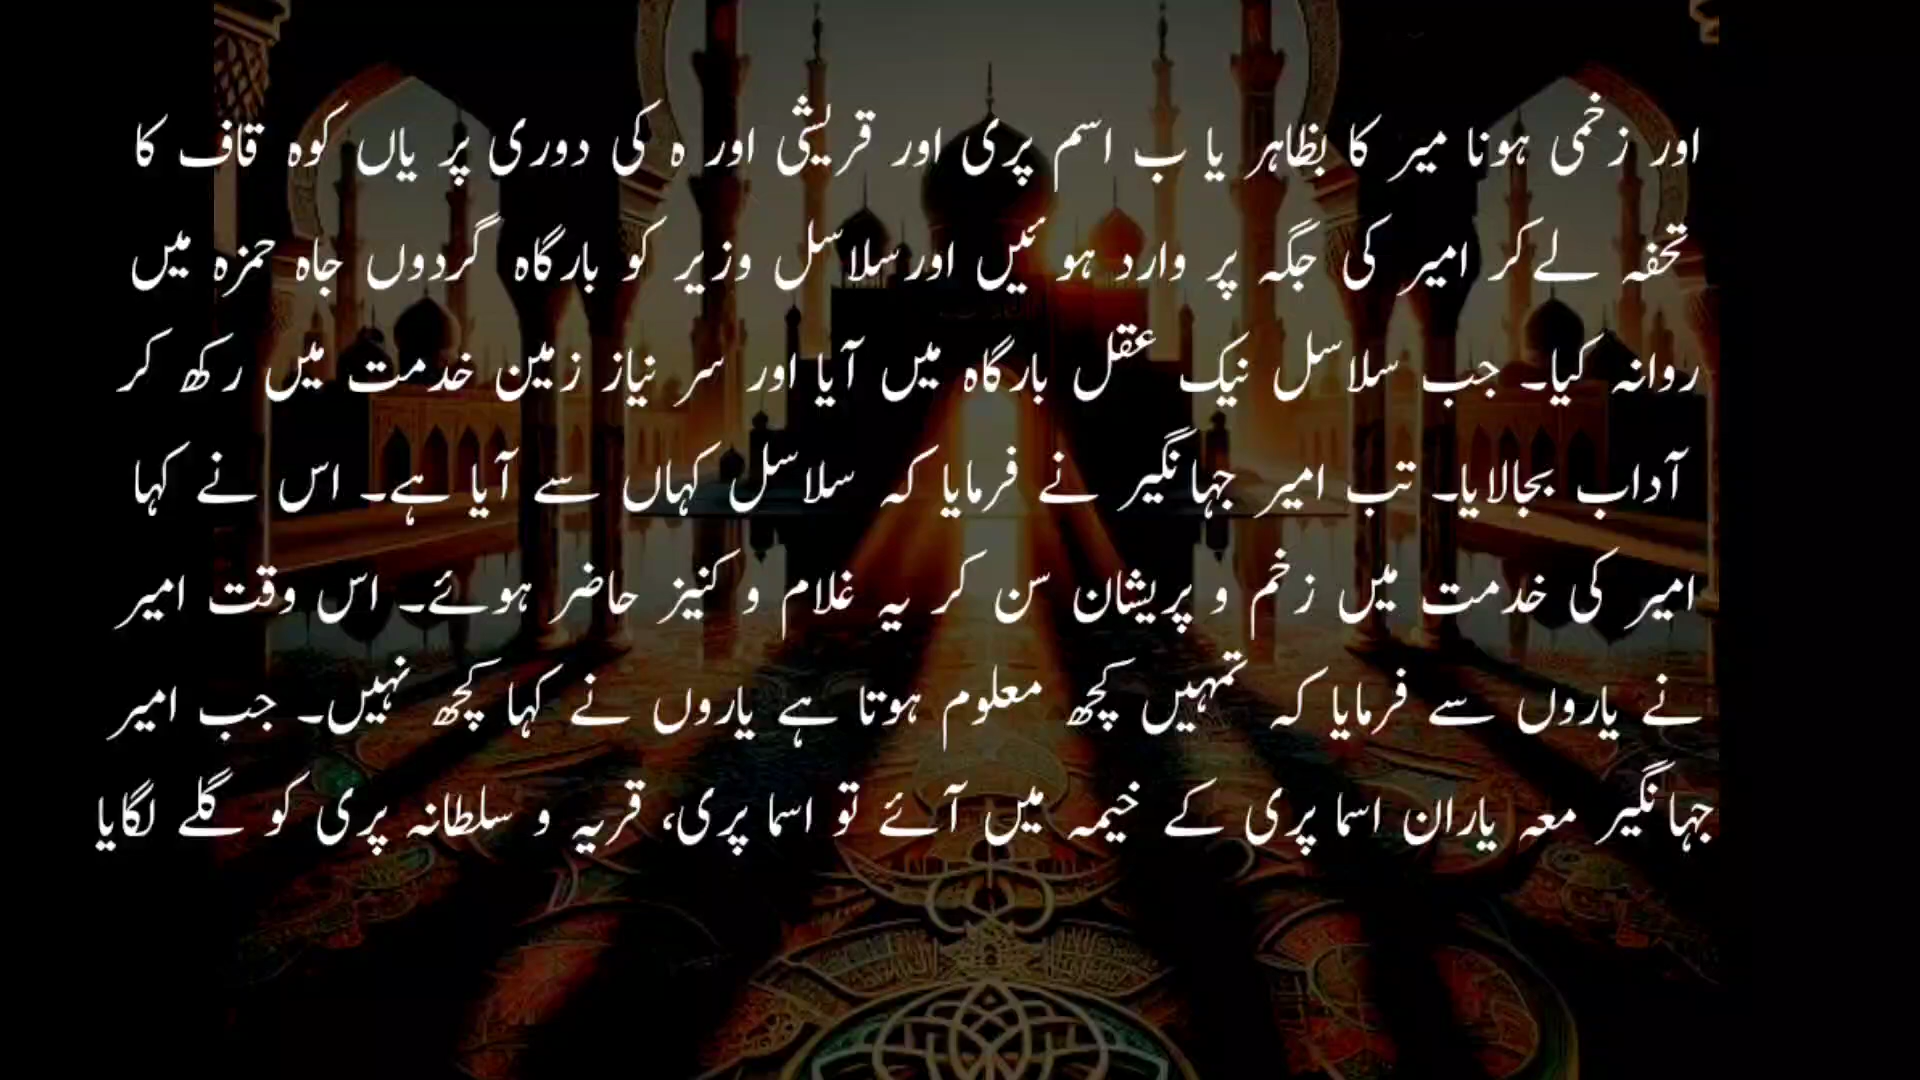 اور زخمی ہونا میر کا بظاہر یا ب اسم پری اور قریشی اور ہ کی دوری پر یاں کوہ قاف کا
تحفہ لے کر امیر کی جگہ پر وارد ہوئیں اور سلاسل وزیر کو بارگاہ گردوں جاہ حمزہ میں
روانہ کیا۔ جب سلاسل نیک عقل بارگاہ میں آیا اور سر نیاز زمین خدمت میں رکھ کر
آداب بجالایا۔ تب امیر جہانگیر نے فرمایا کہ سلاسل کہاں سے آیا ہے۔ اس نے کہا
امیر کی خدمت میں زخم و پریشان سن کر یہ غلام و کنیز حاضر ہوئے۔ اس وقت امیر
نے یاروں سے فرمایا کہ تمہیں کچھ معلوم ہوتا ہے یاروں نے کہا کچھ نہیں۔ جب امیر
جہانگیر معہ یاران اسما پری کے خیمہ میں آئے تو اسما پری، قریہ و سلطانہ پری کو گلے لگایا